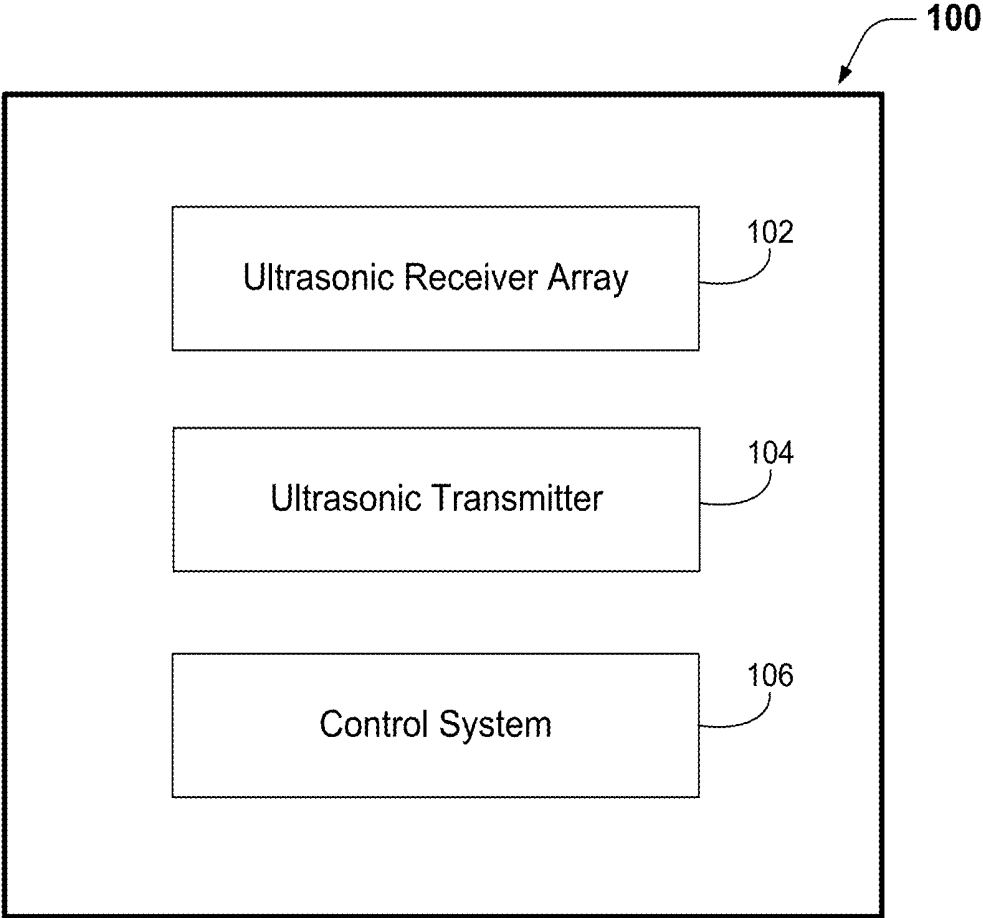 100
Ultrasonic Receiver Array
102
Ultrasonic Transmitter
104
Control System
106